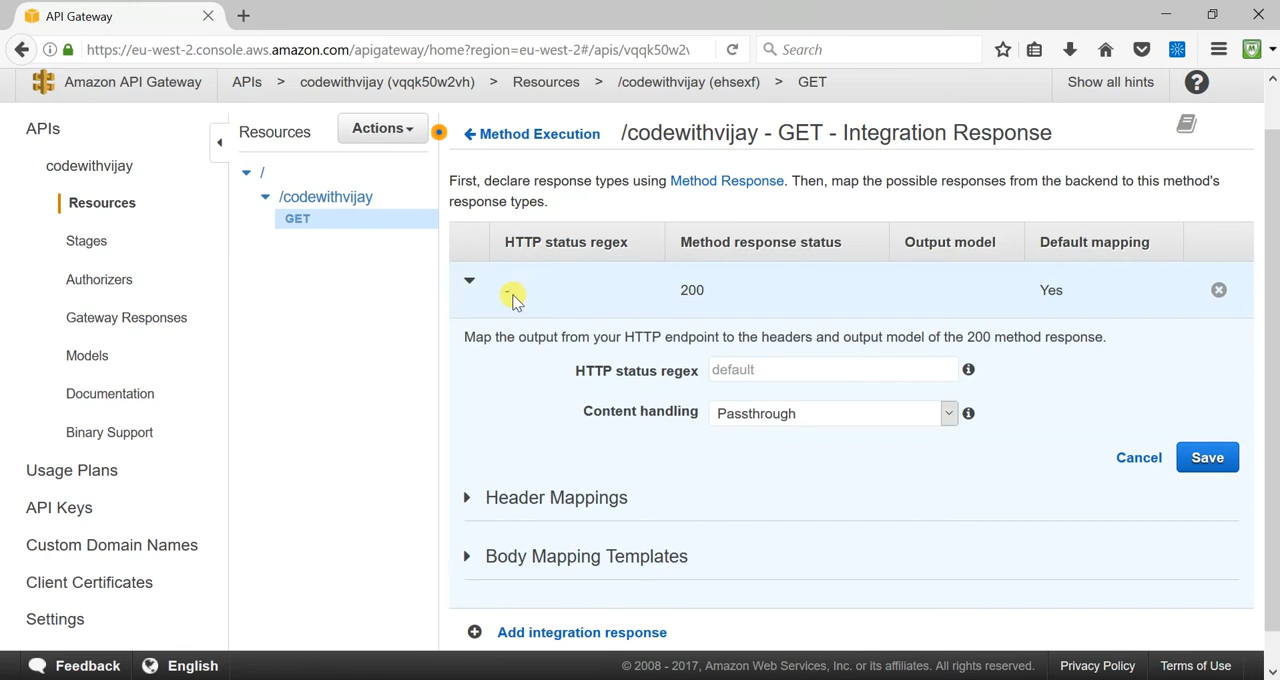 API Gateway
https://eu-west-2.console.aws.amazon.com/apigateway/home?region=eu-west-2#/apis/vqqk50w2v
Search
Amazon API Gateway
APIs > codewithvijay (vqqk50w2vh) > Resources > /codewithvijay (ehsexf) > GET
Show all hints
APIs
codewithvijay
Resources
Stages
Authorizers
Gateway Responses
Models
Documentation
Binary Support
Usage Plans
API Keys
Custom Domain Names
Client Certificates
Settings
Resources
Actions
/
/codewithvijay
GET
Method Execution
/codewithvijay - GET - Integration Response
First, declare response types using Method Response. Then, map the possible responses from the backend to this method's
response types.
HTTP status regex Method response status Output model Default mapping
- 200 Yes
Map the output from your HTTP endpoint to the headers and output model of the 200 method response.
HTTP status regex default
Content handling Passthrough
Cancel Save
Header Mappings
Body Mapping Templates
Add integration response
Feedback English
© 2008 - 2017, Amazon Web Services, Inc. or its affiliates. All rights reserved. Privacy Policy Terms of Use